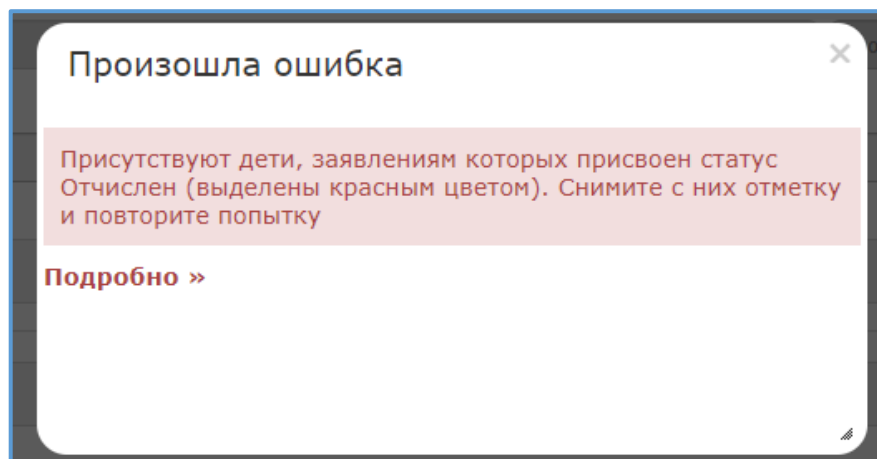 Произошла ошибка
×
Присутствуют дети, заявлениям которых присвоен статус
Отчислен (выделены красным цветом). Снимите с них отметку
и повторите попытку
Подробно »